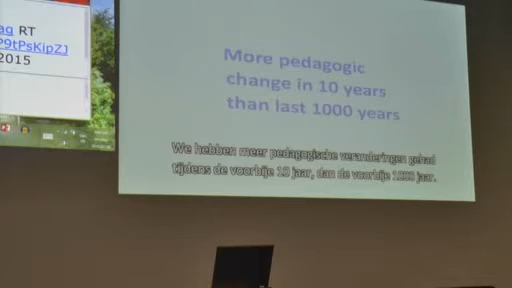 ag RT
P9tPsKipZJ
2015
More pedagogic
change in 10 years
than last 1000 years
We hebben meer pedagogische veranderingen gehad
tijdens de voorbije 10 jaar, dan de voorbije 1000 jaar.